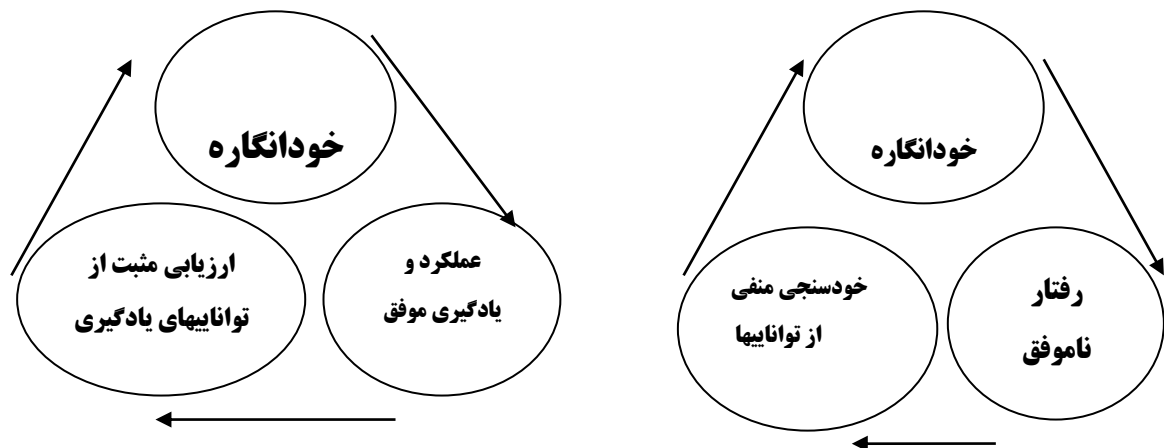 خودانگاره
رفتار
ناموفق
خودسنجی منفی
از تواناییها
خودانگاره
عملکرد و
یادگیری موفق
ارزیابی مثبت از
تواناییهای یادگیری